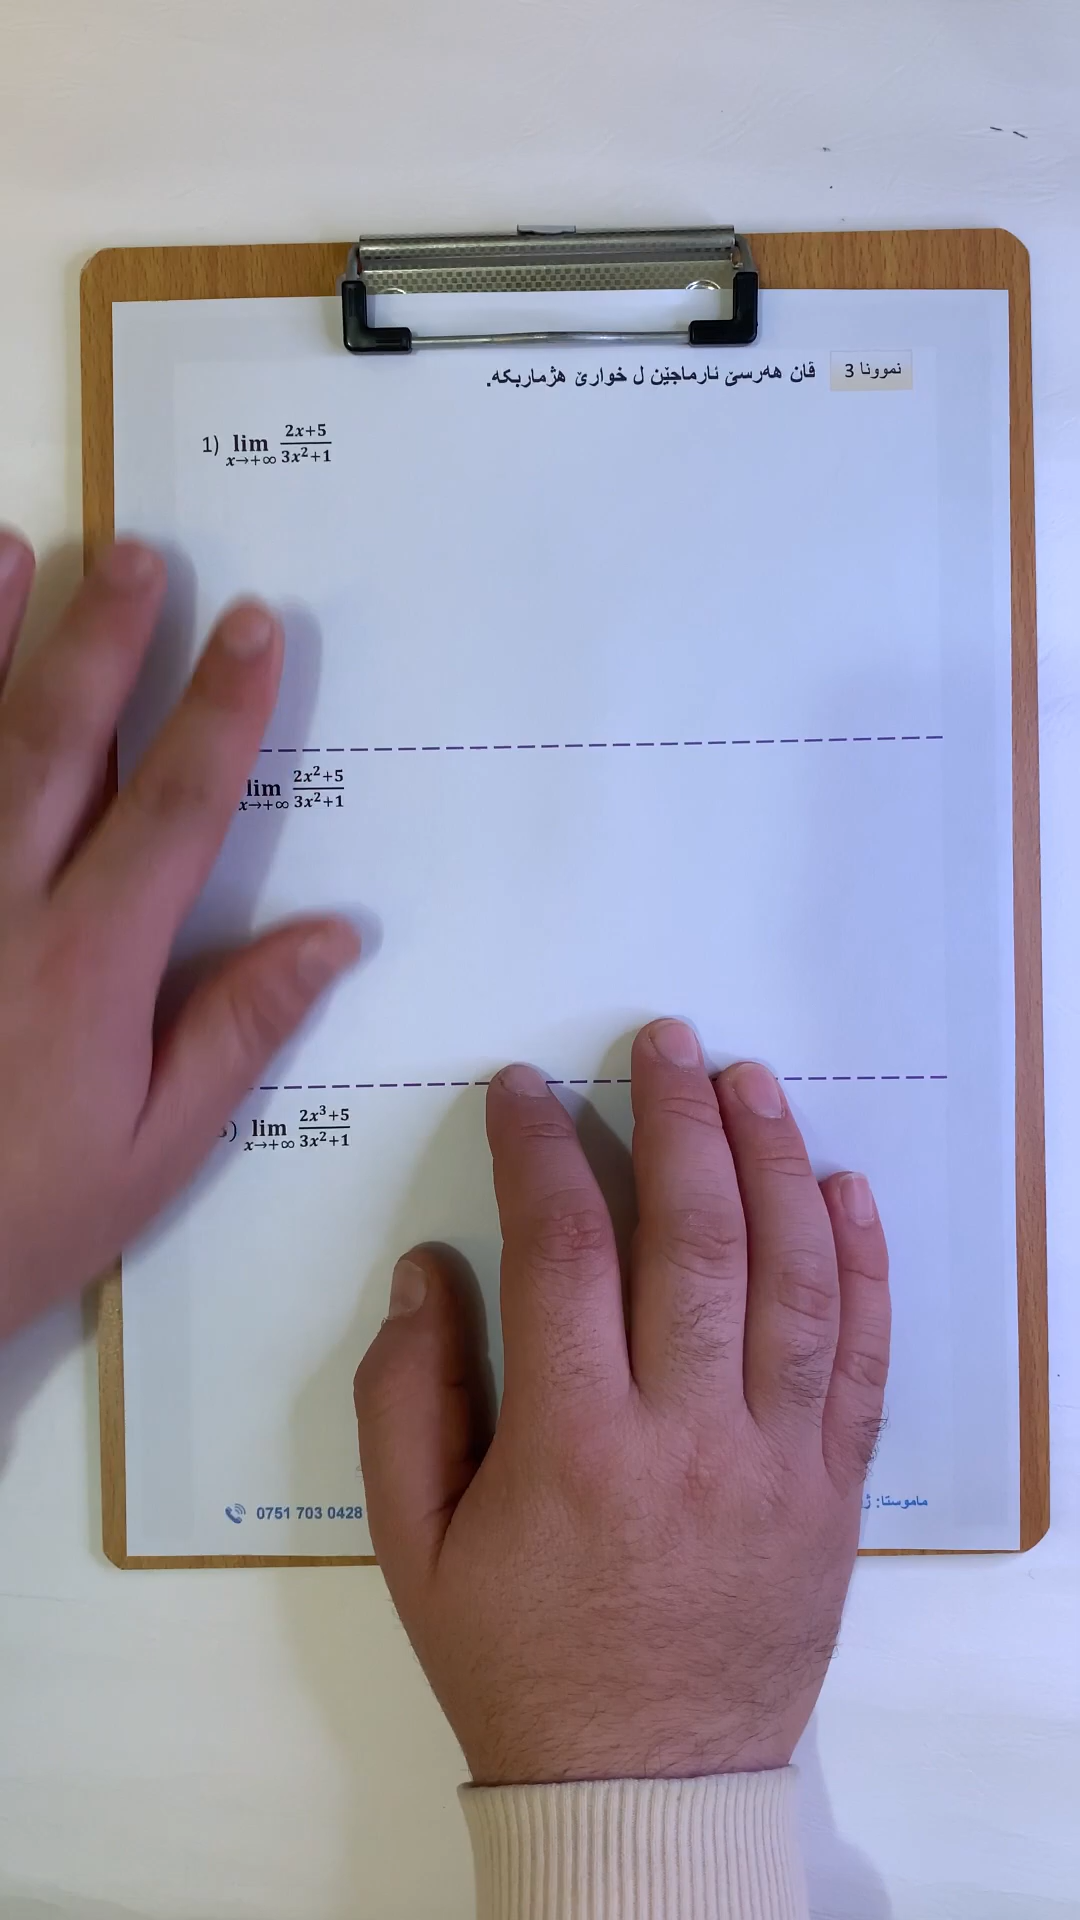 نموونا 3 ڤان هەرسێ ئارماجێن ل خوارێ هژماربکە.
1) lim x→+∞ (2x+5)/(3x²+1)
lim x→+∞ (2x²+5)/(3x²+1)
3) lim x→+∞ (2x³+5)/(3x²+1)
0751 703 0428 ماموستا: